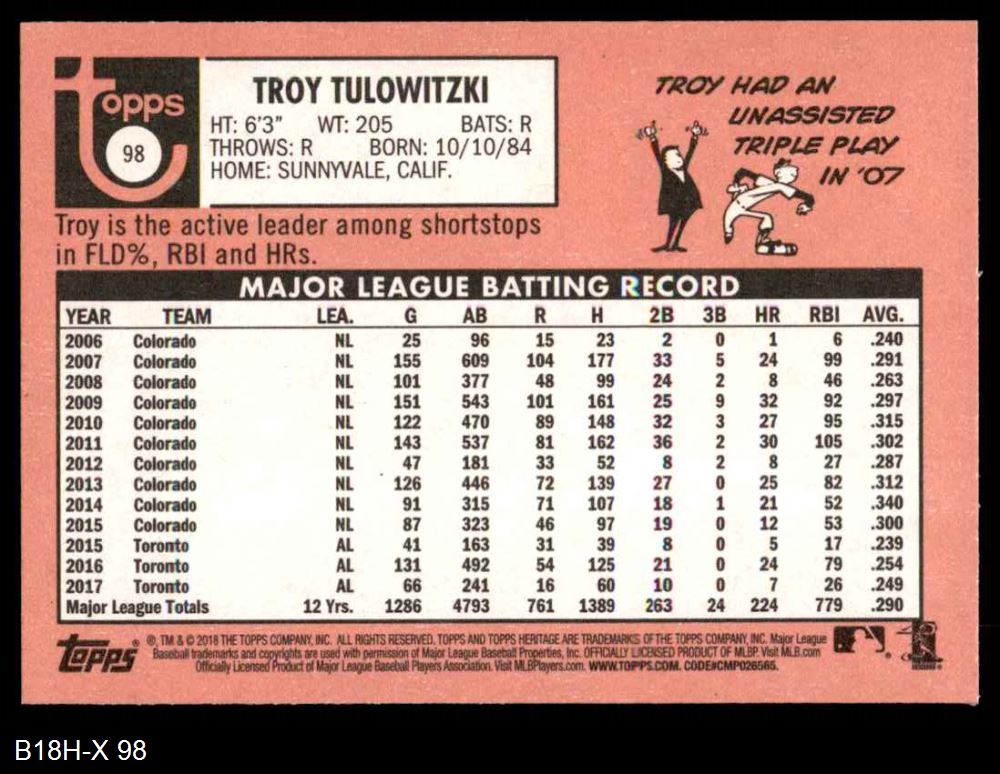 topps
98
TROY TULOWITZKI
HT: 6'3" WT: 205 BATS: R
THROWS: R BORN: 10/10/84
HOME: SUNNYVALE, CALIF.
TROY HAD AN
UNASSISTED
TRIPLE PLAY
IN '07
Troy is the active leader among shortstops
in FLD%, RBI and HRs.
MAJOR LEAGUE BATTING RECORD
YEAR TEAM LEA. G AB R H 2B 3B HR RBI AVG.
2006 Colorado NL 25 96 15 23 2 0 1 6 .240
2007 Colorado NL 155 609 104 177 33 5 24 99 .291
2008 Colorado NL 101 377 48 99 24 2 8 46 .263
2009 Colorado NL 151 543 101 161 25 9 32 92 .297
2010 Colorado NL 122 470 89 148 32 3 27 95 .315
2011 Colorado NL 143 537 81 162 36 2 30 105 .302
2012 Colorado NL 47 181 33 52 8 2 8 27 .287
2013 Colorado NL 126 446 72 139 27 0 25 82 .312
2014 Colorado NL 91 315 71 107 18 1 21 52 .340
2015 Colorado NL 87 323 46 97 19 0 12 53 .300
2015 Toronto AL 41 163 31 39 8 0 5 17 .239
2016 Toronto AL 131 492 54 125 21 0 24 79 .254
2017 Toronto AL 66 241 16 60 10 0 7 26 .249
Major League Totals 12 Yrs. 1286 4793 761 1389 263 24 224 779 .290
topps
®, TM & © 2018 THE TOPPS COMPANY, INC. ALL RIGHTS RESERVED. TOPPS AND TOPPS HERITAGE ARE TRADEMARKS OF THE TOPPS COMPANY, INC. Major League
Baseball trademarks and copyrights are used with permission of Major League Baseball Properties, Inc. OFFICIALLY LICENSED PRODUCT OF MLBP. Visit MLB.com
Officially Licensed Product of Major League Baseball Players Association. Visit MLBPlayers.com. WWW.TOPPS.COM. CODE#CMP026565.
B18H-X 98